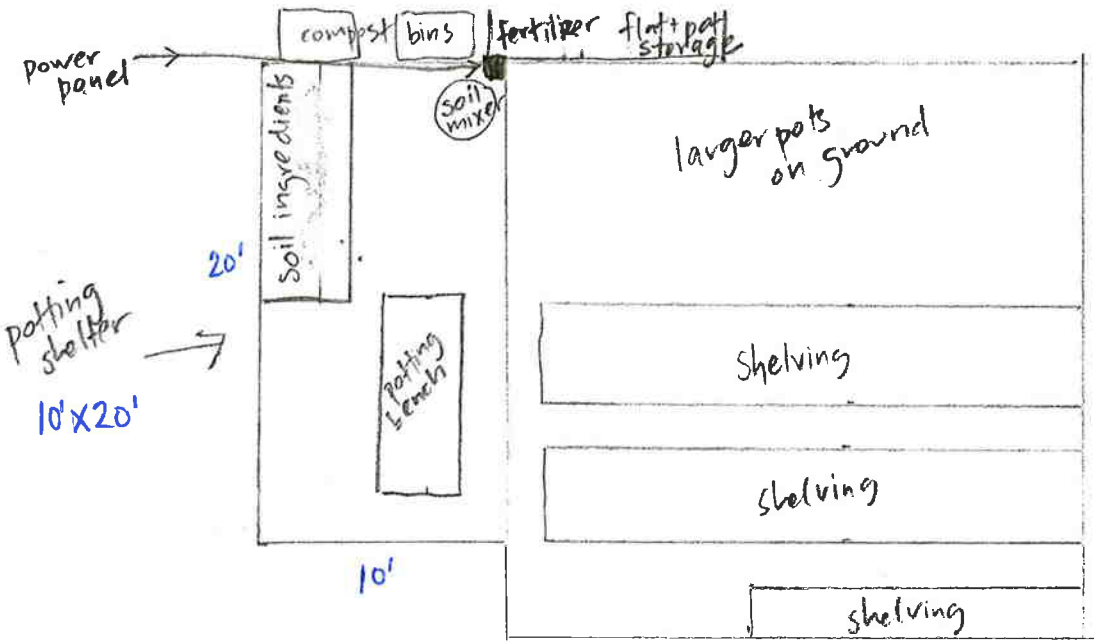 compost bins
fertilizer
flat + pot
storage
power
panel
soil
mixer
soil ingredients
larger pots
on ground
20'
potting
shelter
10'X20'
potting
bench
shelving
shelving
10'
shelving